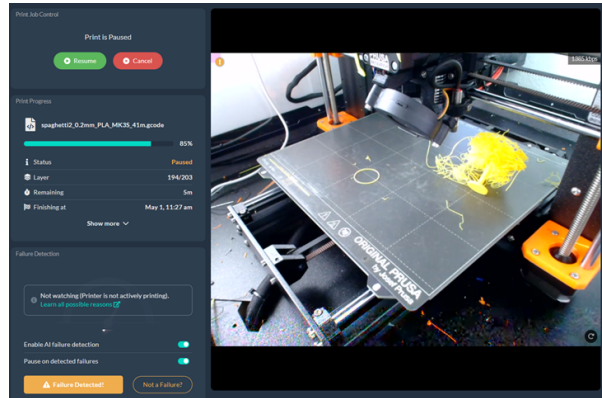 Print Job Control
Print is Paused
Resume
Cancel
Print Progress
spaghetti2_0.2mm_PLA_MK3S_41m.gcode
85%
Status
Paused
Layer
194/203
Remaining
5m
Finishing at
May 1, 11:27 am
Show more
Failure Detection
Not watching (Printer is not actively printing).
Learn all possible reasons
Enable AI failure detection
Pause on detected failures
Failure Detected!
Not a Failure?
1365 kbps
ORIGINAL PRUSA
by Josef Prusa